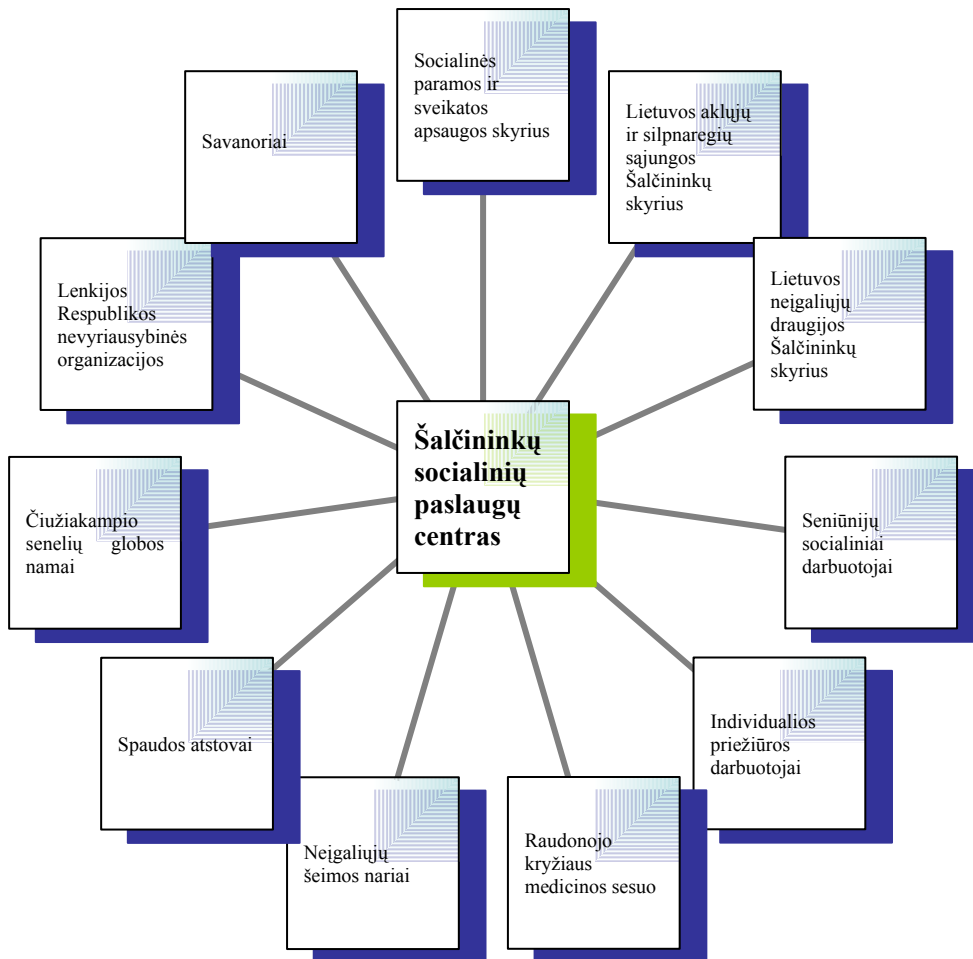 Socialinės
paramos ir
sveikatos
apsaugos skyrius
Lietuvos aklųjų
ir silpnaregių
sąjungos
Šalčininkų
skyrius
Lietuvos
neįgaliųjų
draugijos
Šalčininkų
skyrius
Seniūnijų
socialiniai
darbuotojai
Individualios
priežiūros
darbuotojai
Raudonojo
kryžiaus
medicinos sesuo
Neįgaliųjų
šeimos nariai
Spaudos atstovai
Čiužiakampio
senelių globos
namai
Lenkijos
Respublikos
nevyriausybinės
organizacijos
Savanoriai
Šalčininkų
socialinių
paslaugų
centras